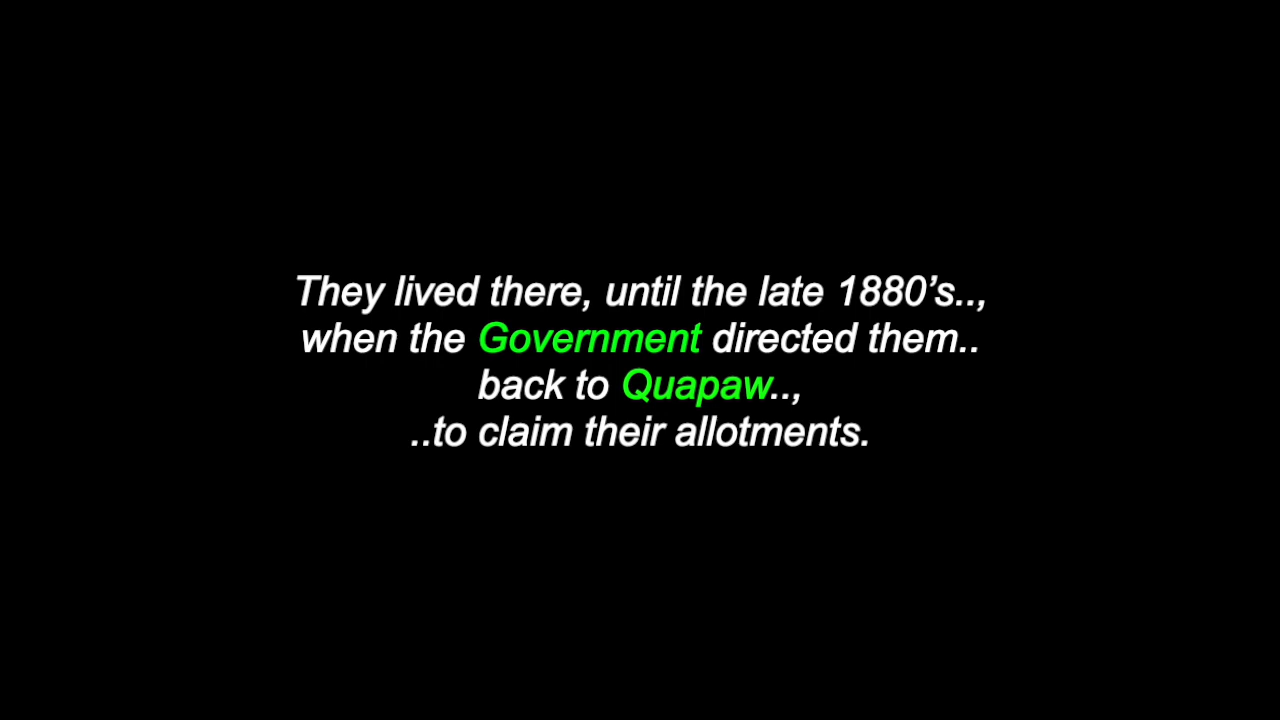 They lived there, until the late 1880’s..,
when the Government directed them..
back to Quapaw..,
..to claim their allotments.